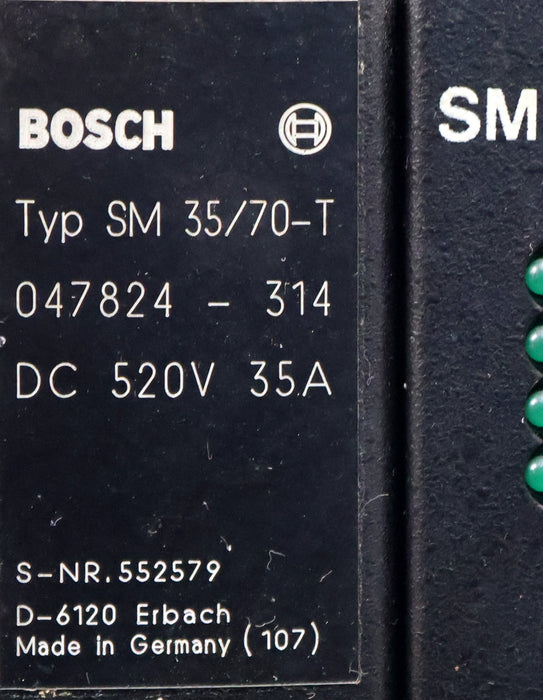 BOSCH
Typ SM 35/70-T
047824 - 314
DC 520V 35A
S-NR. 552579
D-6120 Erbach
Made in Germany (107)
SM